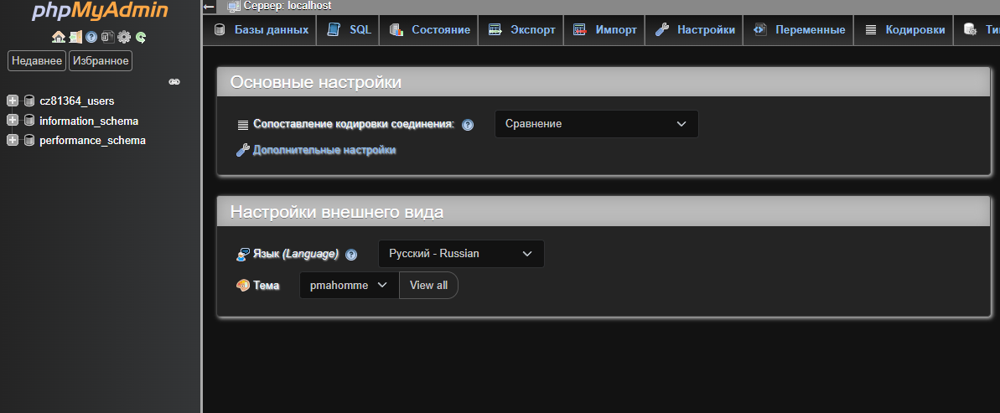 phpMyAdmin
Недавнее Избранное
cz81364_users
information_schema
performance_schema
Сервер: localhost
Базы данных SQL Состояние Экспорт Импорт Настройки Переменные Кодировки Ти
Основные настройки
Сопоставление кодировки соединения: Сравнение
Дополнительные настройки
Настройки внешнего вида
Язык (Language) Русский - Russian
Тема pmahomme View all